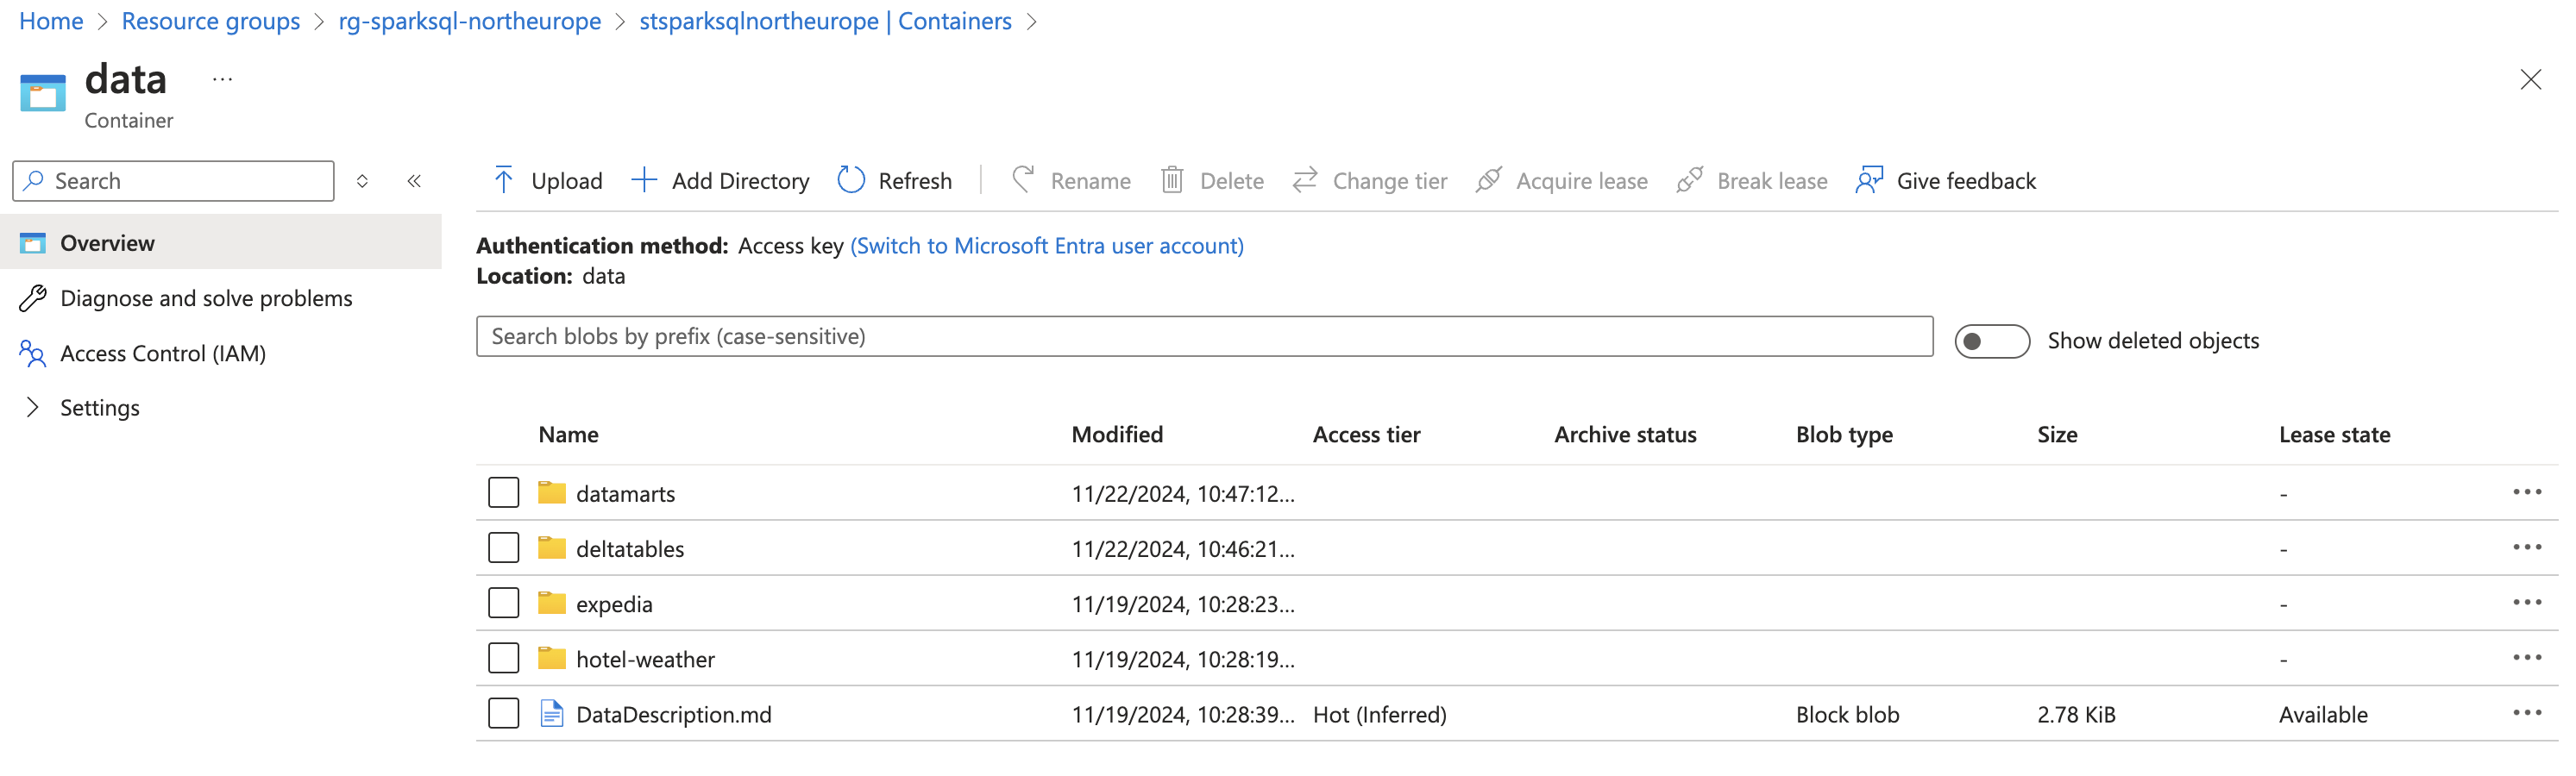 Home > Resource groups > rg-sparksql-northeurope > stsparksqlnortheurope | Containers >
data ...
Container
Search
Upload Add Directory Refresh Rename Delete Change tier Acquire lease Break lease Give feedback
Overview
Diagnose and solve problems
Access Control (IAM)
Settings
Authentication method: Access key (Switch to Microsoft Entra user account)
Location: data
Search blobs by prefix (case-sensitive)
Show deleted objects
Name Modified Access tier Archive status Blob type Size Lease state
datamarts 11/22/2024, 10:47:12... -
deltatables 11/22/2024, 10:46:21... -
expedia 11/19/2024, 10:28:23... -
hotel-weather 11/19/2024, 10:28:19... -
DataDescription.md 11/19/2024, 10:28:39... Hot (Inferred) Block blob 2.78 KiB Available